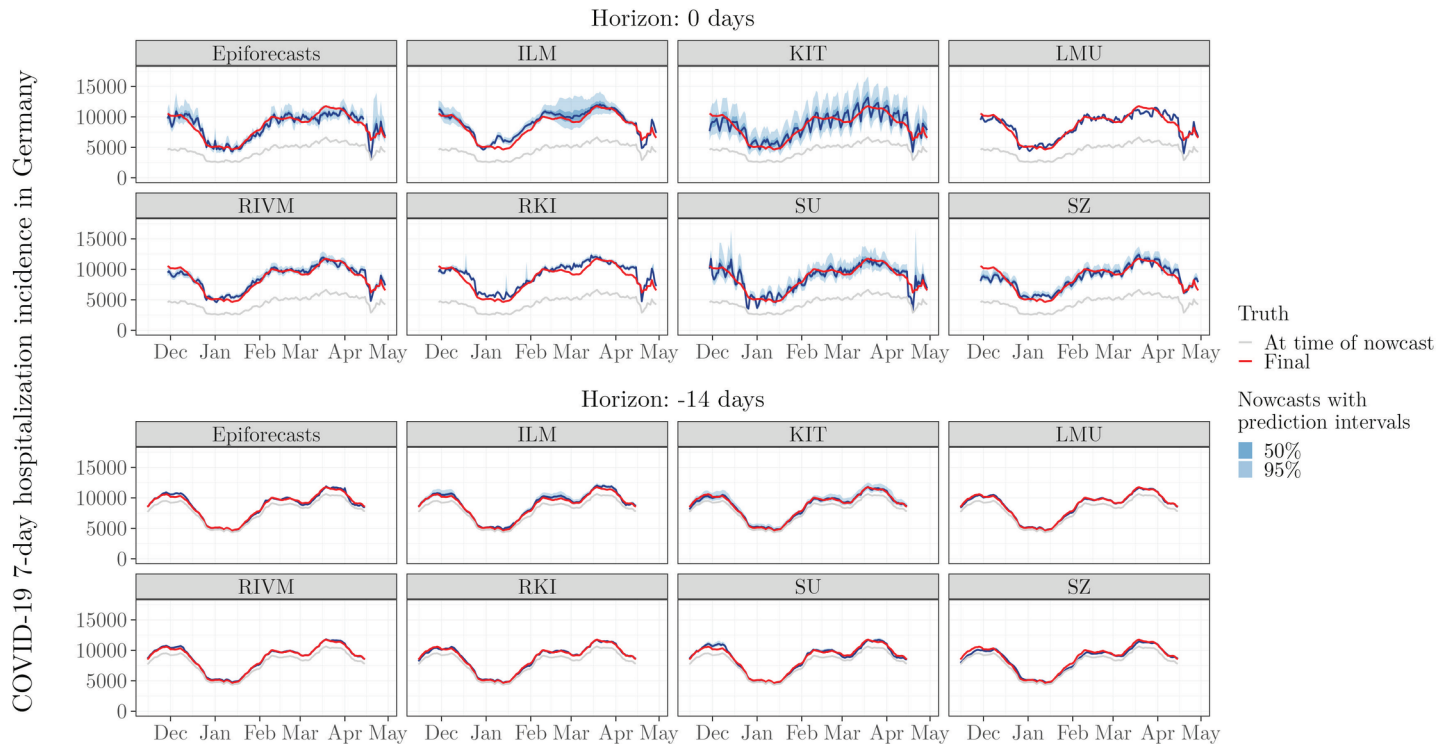 COVID-19 7-day hospitalization incidence in Germany
Horizon: 0 days
Epiforecasts ILM KIT LMU
15000
10000
5000
0
RIVM RKI SU SZ
15000
10000
5000
0
Dec Jan Feb Mar Apr May Dec Jan Feb Mar Apr May Dec Jan Feb Mar Apr May Dec Jan Feb Mar Apr May
Horizon: -14 days
Epiforecasts ILM KIT LMU
15000
10000
5000
0
RIVM RKI SU SZ
15000
10000
5000
0
Dec Jan Feb Mar Apr May Dec Jan Feb Mar Apr May Dec Jan Feb Mar Apr May Dec Jan Feb Mar Apr May
Truth
At time of nowcast
Final
Nowcasts with
prediction intervals
50%
95%